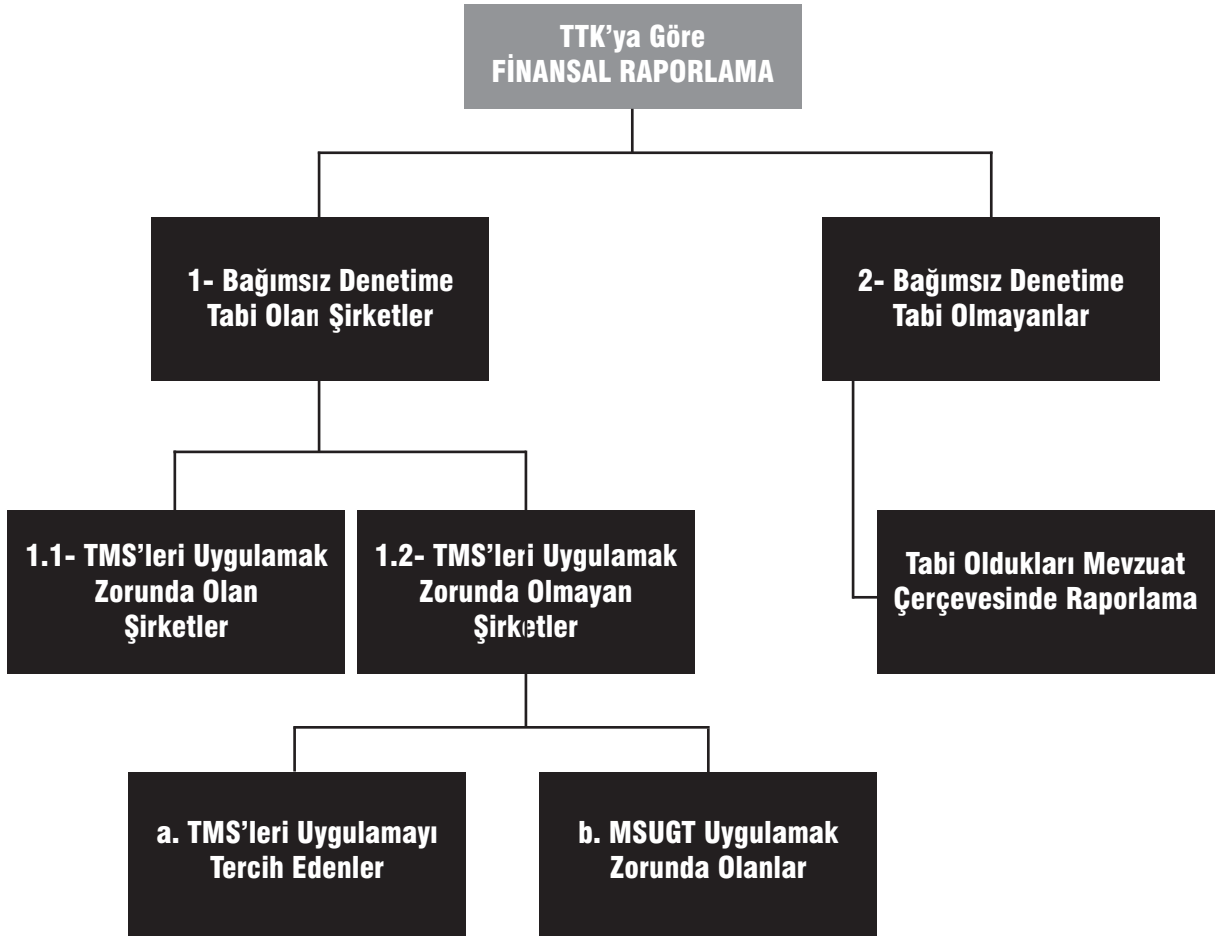 TTK’ya Göre
FİNANSAL RAPORLAMA
1- Bağımsız Denetime
Tabi Olan Şirketler
2- Bağımsız Denetime
Tabi Olmayanlar
1.1- TMS’leri Uygulamak
Zorunda Olan
Şirketler
1.2- TMS’leri Uygulamak
Zorunda Olmayan
Şirketler
Tabi Oldukları Mevzuat
Çerçevesinde Raporlama
a. TMS’leri Uygulamayı
Tercih Edenler
b. MSUGT Uygulamak
Zorunda Olanlar